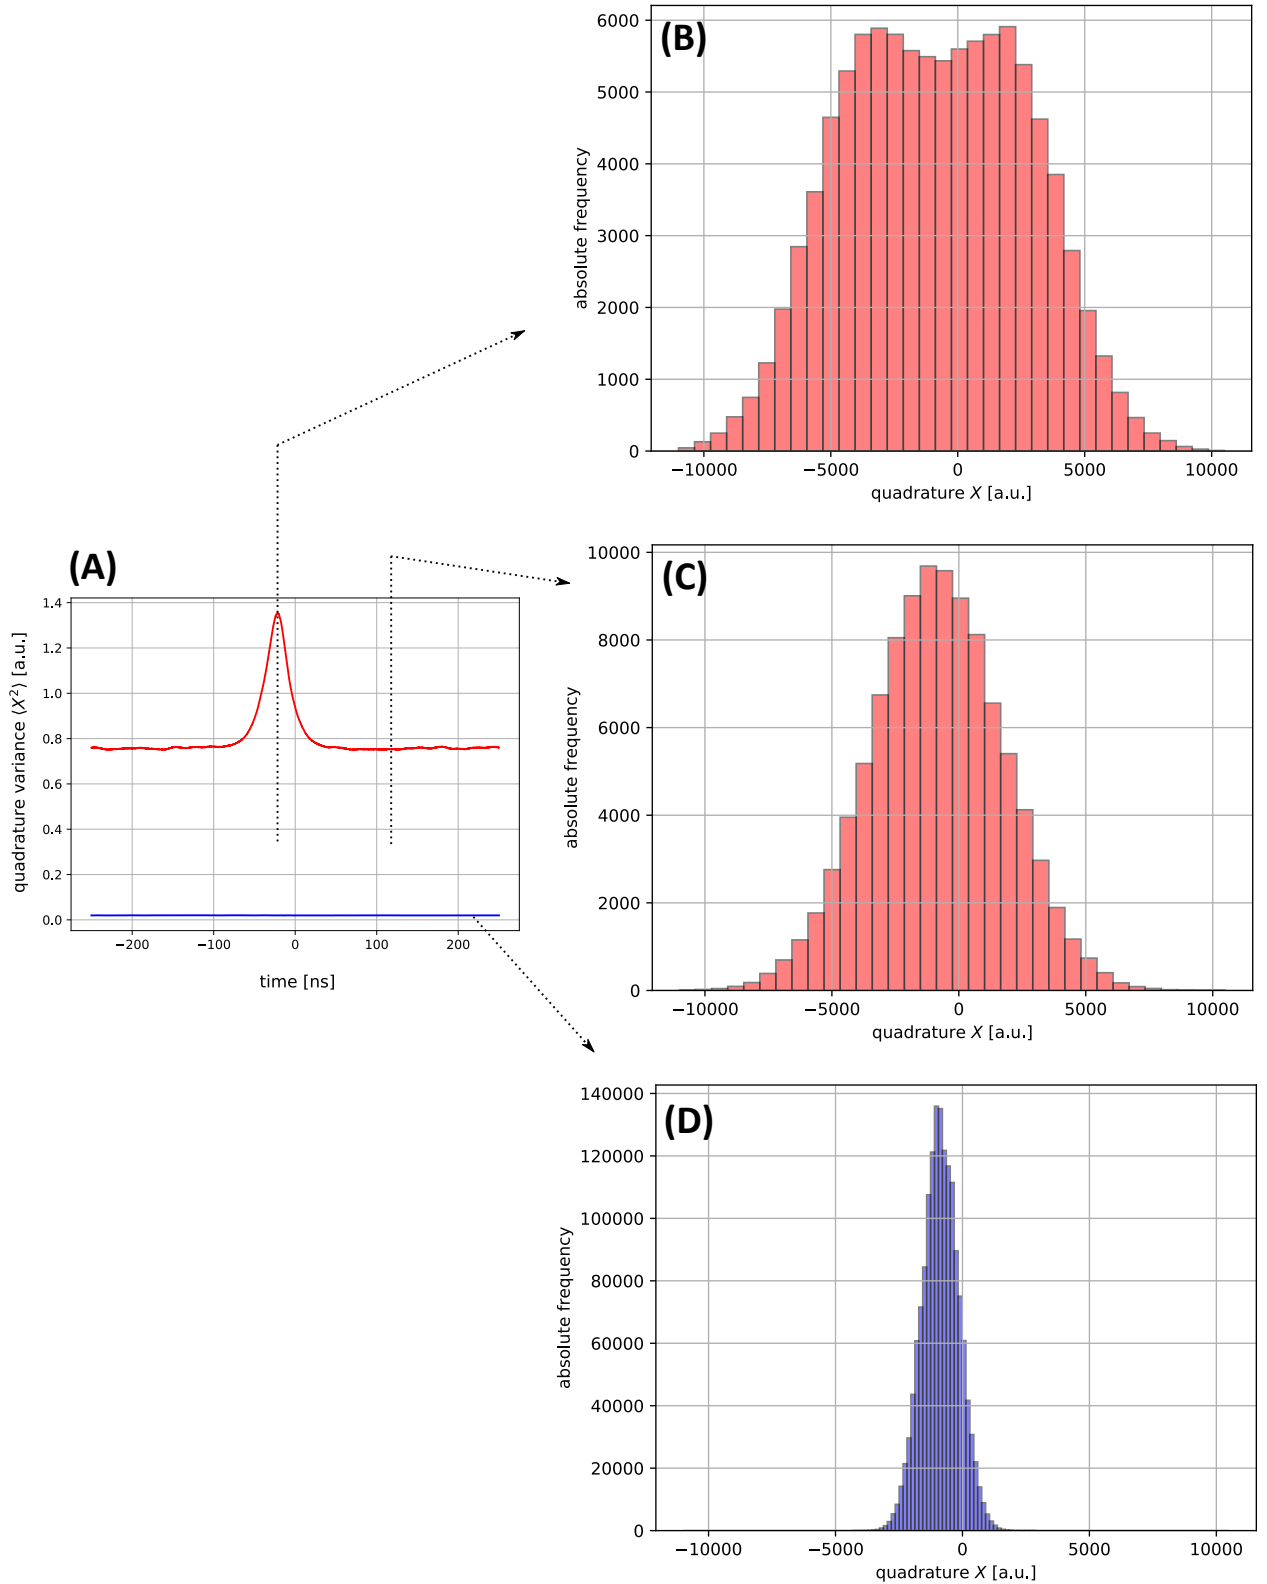 (B)
6000
5000
4000
3000
2000
1000
0
absolute frequency
−10000 −5000 0 5000 10000
quadrature X [a.u.]
(A)
1.4
1.2
1.0
0.8
0.6
0.4
0.2
0.0
quadrature variance ⟨X²⟩ [a.u.]
−200 −100 0 100 200
time [ns]
(C)
10000
8000
6000
4000
2000
0
absolute frequency
−10000 −5000 0 5000 10000
quadrature X [a.u.]
(D)
140000
120000
100000
80000
60000
40000
20000
0
absolute frequency
−10000 −5000 0 5000 10000
quadrature X [a.u.]